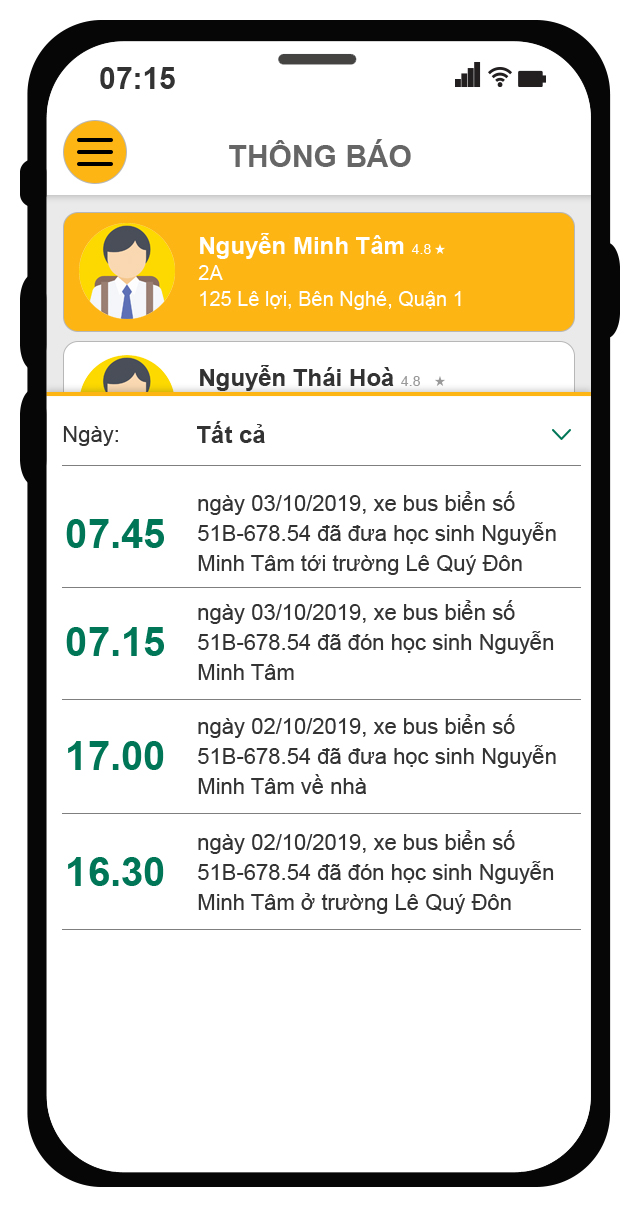 07:15
THÔNG BÁO
Nguyễn Minh Tâm 4.8 ★
2A
125 Lê lợi, Bên Nghé, Quận 1
Nguyễn Thái Hoà 4.8 ★
Ngày: Tất cả
07.45
ngày 03/10/2019, xe bus biển số
51B-678.54 đã đưa học sinh Nguyễn
Minh Tâm tới trường Lê Quý Đôn
07.15
ngày 03/10/2019, xe bus biển số
51B-678.54 đã đón học sinh Nguyễn
Minh Tâm
17.00
ngày 02/10/2019, xe bus biển số
51B-678.54 đã đưa học sinh Nguyễn
Minh Tâm về nhà
16.30
ngày 02/10/2019, xe bus biển số
51B-678.54 đã đón học sinh Nguyễn
Minh Tâm ở trường Lê Quý Đôn